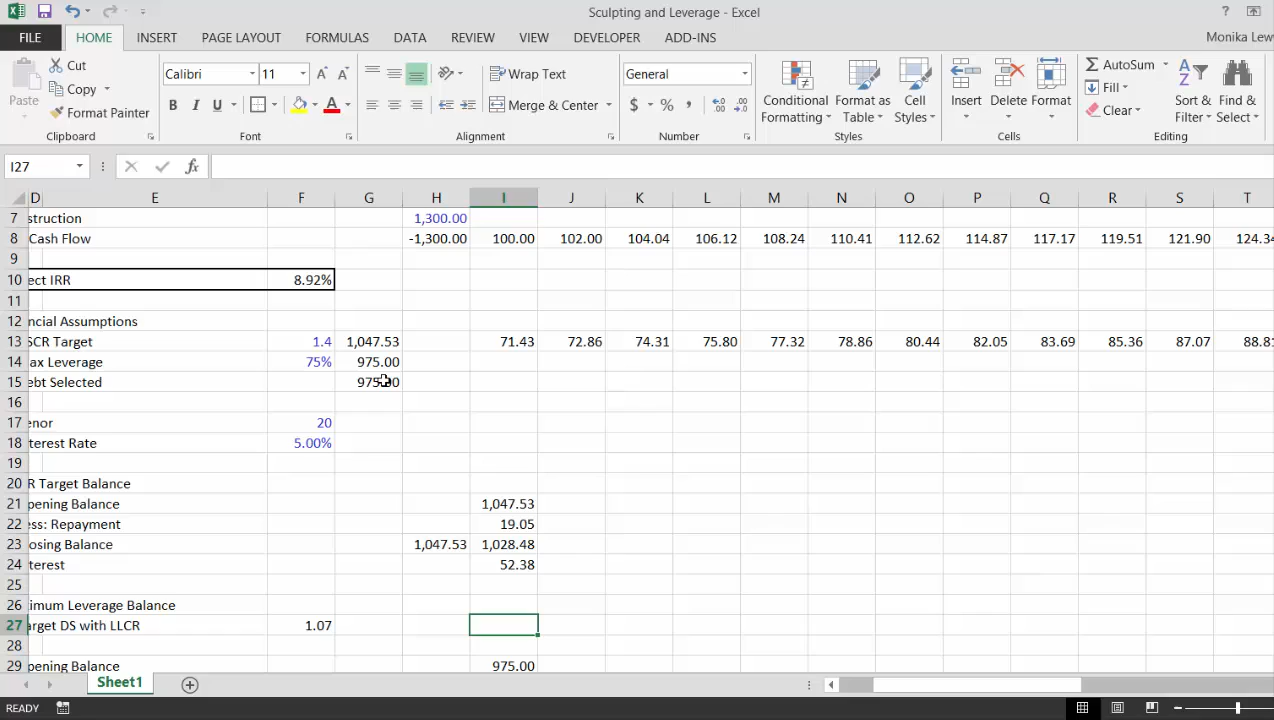 Sculpting and Leverage - Excel
?
FILE HOME INSERT PAGE LAYOUT FORMULAS DATA REVIEW VIEW DEVELOPER ADD-INS Monika Lew
Paste Cut Copy Format Painter Clipboard
Calibri 11 B I U A Font
Wrap Text Merge & Center Alignment
General $ % , Number
Conditional Formatting Format as Table Cell Styles Styles
Insert Delete Format Cells
AutoSum Fill Clear Sort & Filter Find & Select Editing
I27 fx
D E F G H I J K L M N O P Q R S T
7 struction 1,300.00
8 Cash Flow -1,300.00 100.00 102.00 104.04 106.12 108.24 110.41 112.62 114.87 117.17 119.51 121.90 124.34
9
10 ect IRR 8.92%
11
12 ncial Assumptions
13 SCR Target 1.4 1,047.53 71.43 72.86 74.31 75.80 77.32 78.86 80.44 82.05 83.69 85.36 87.07 88.81
14 ax Leverage 75% 975.00
15 ebt Selected 975.00
16
17 enor 20
18 terest Rate 5.00%
19
20 R Target Balance
21 pening Balance 1,047.53
22 ess: Repayment 19.05
23 osing Balance 1,047.53 1,028.48
24 terest 52.38
25
26 imum Leverage Balance
27 arget DS with LLCR 1.07
28
29 pening Balance 975.00
Sheet1
READY